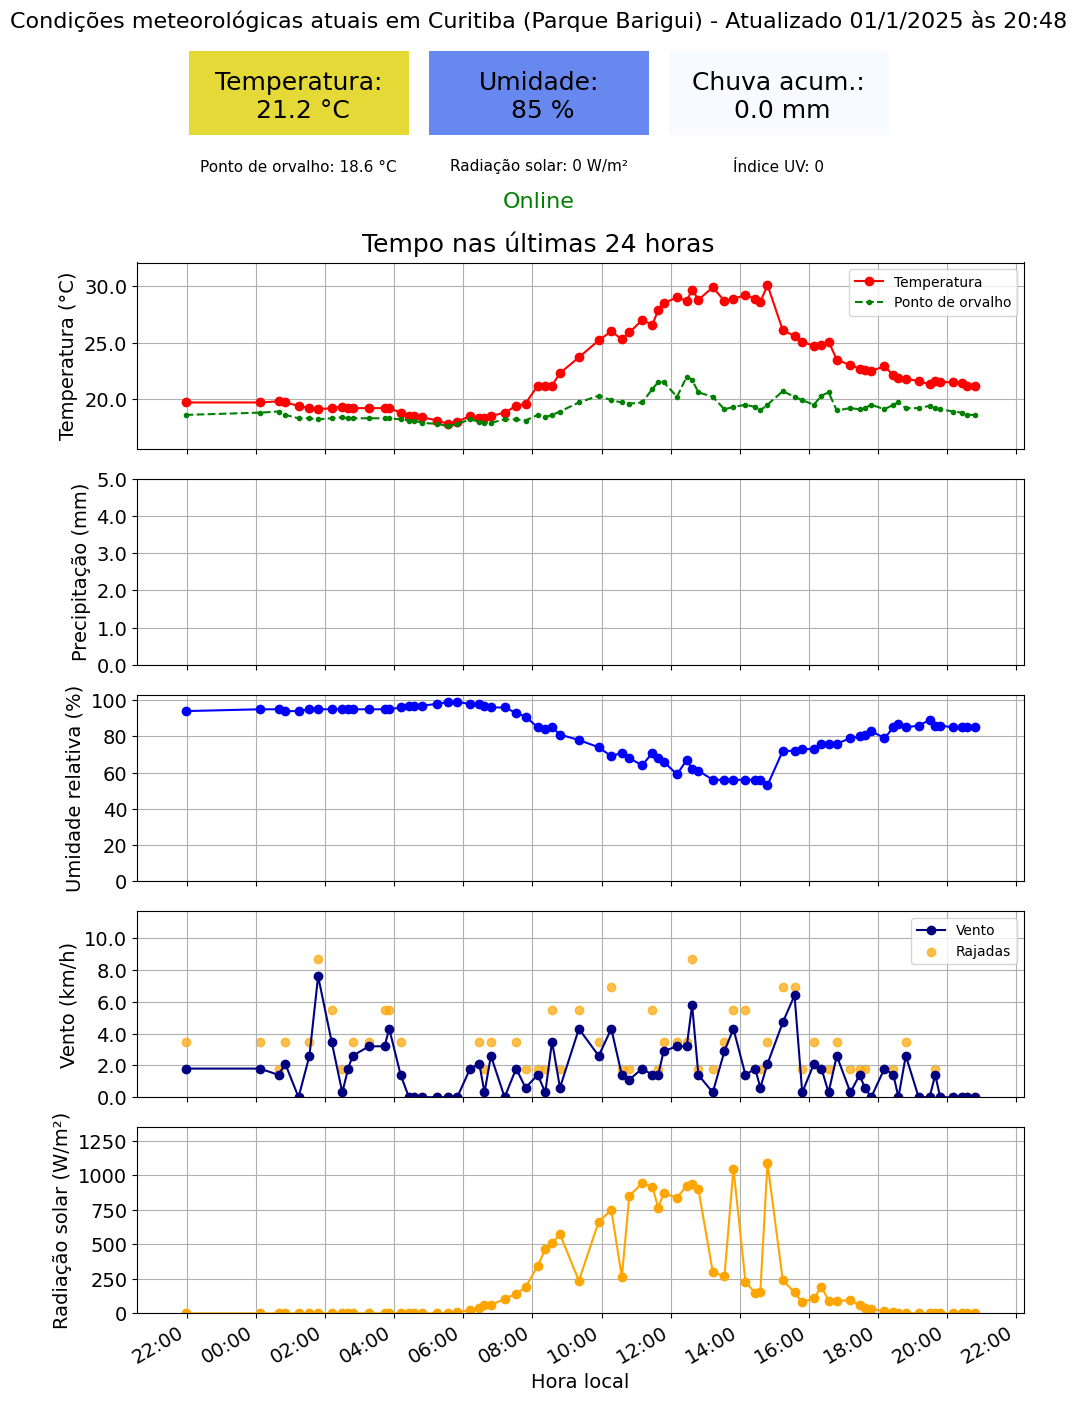 Condições meteorológicas atuais em Curitiba (Parque Barigui) - Atualizado 01/1/2025 às 20:48
Temperatura:
21.2 °C
Umidade:
85 %
Chuva acum.:
0.0 mm
Ponto de orvalho: 18.6 °C
Radiação solar: 0 W/m²
Índice UV: 0
Online
Tempo nas últimas 24 horas
Temperatura (°C)
30.0
25.0
20.0
Temperatura
Ponto de orvalho
Precipitação (mm)
5.0
4.0
3.0
2.0
1.0
0.0
Umidade relativa (%)
100
80
60
40
20
0
Vento (km/h)
10.0
8.0
6.0
4.0
2.0
0.0
Vento
Rajadas
Radiação solar (W/m²)
1250
1000
750
500
250
0
22:00
00:00
02:00
04:00
06:00
08:00
10:00
12:00
14:00
16:00
18:00
20:00
22:00
Hora local